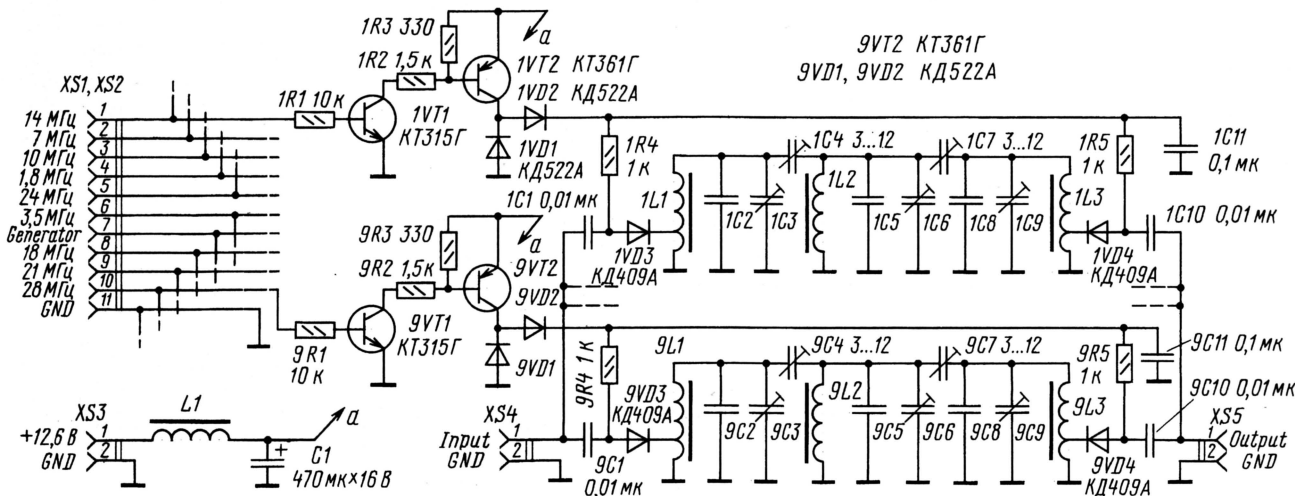 XS1, XS2
14 МГц 1
7 МГц 2
10 МГц 3
1,8 МГц 4
24 МГц 5
3,5 МГц 6
Generator 7
18 МГц 8
21 МГц 9
28 МГц 10
GND 11
1R1 10 к
1R2 1,5 к
1R3 330
a
1VT1
КТ315Г
1VT2 КТ361Г
1VD2 КД522А
1VD1
КД522А
9VT2 КТ361Г
9VD1, 9VD2 КД522А
1R4
1 к
1C1 0,01 мк
1VD3
КД409А
1L1
1C2
1C3
1C4 3...12
1L2
1C5
1C6
1C7 3...12
1C8
1C9
1L3
1R5
1 к
1C11
0,1 мк
1C10 0,01 мк
1VD4
КД409А
9R1
10 к
9R2 1,5 к
9R3 330
a
9VT1
КТ315Г
9VT2
9VD2
9VD1
9R4 1 к
9VD3
КД409А
9C1
0,01 мк
9L1
9C2
9C3
9C4 3...12
9L2
9C5
9C6
9C7 3...12
9C8
9C9
9L3
9R5
1 к
9C11 0,1 мк
9C10 0,01 мк
9VD4
КД409А
XS3
+12,6 В 1
GND 2
L1
a
+
C1
470 мк×16 В
XS4
Input 1
GND 2
XS5
1 Output
2 GND